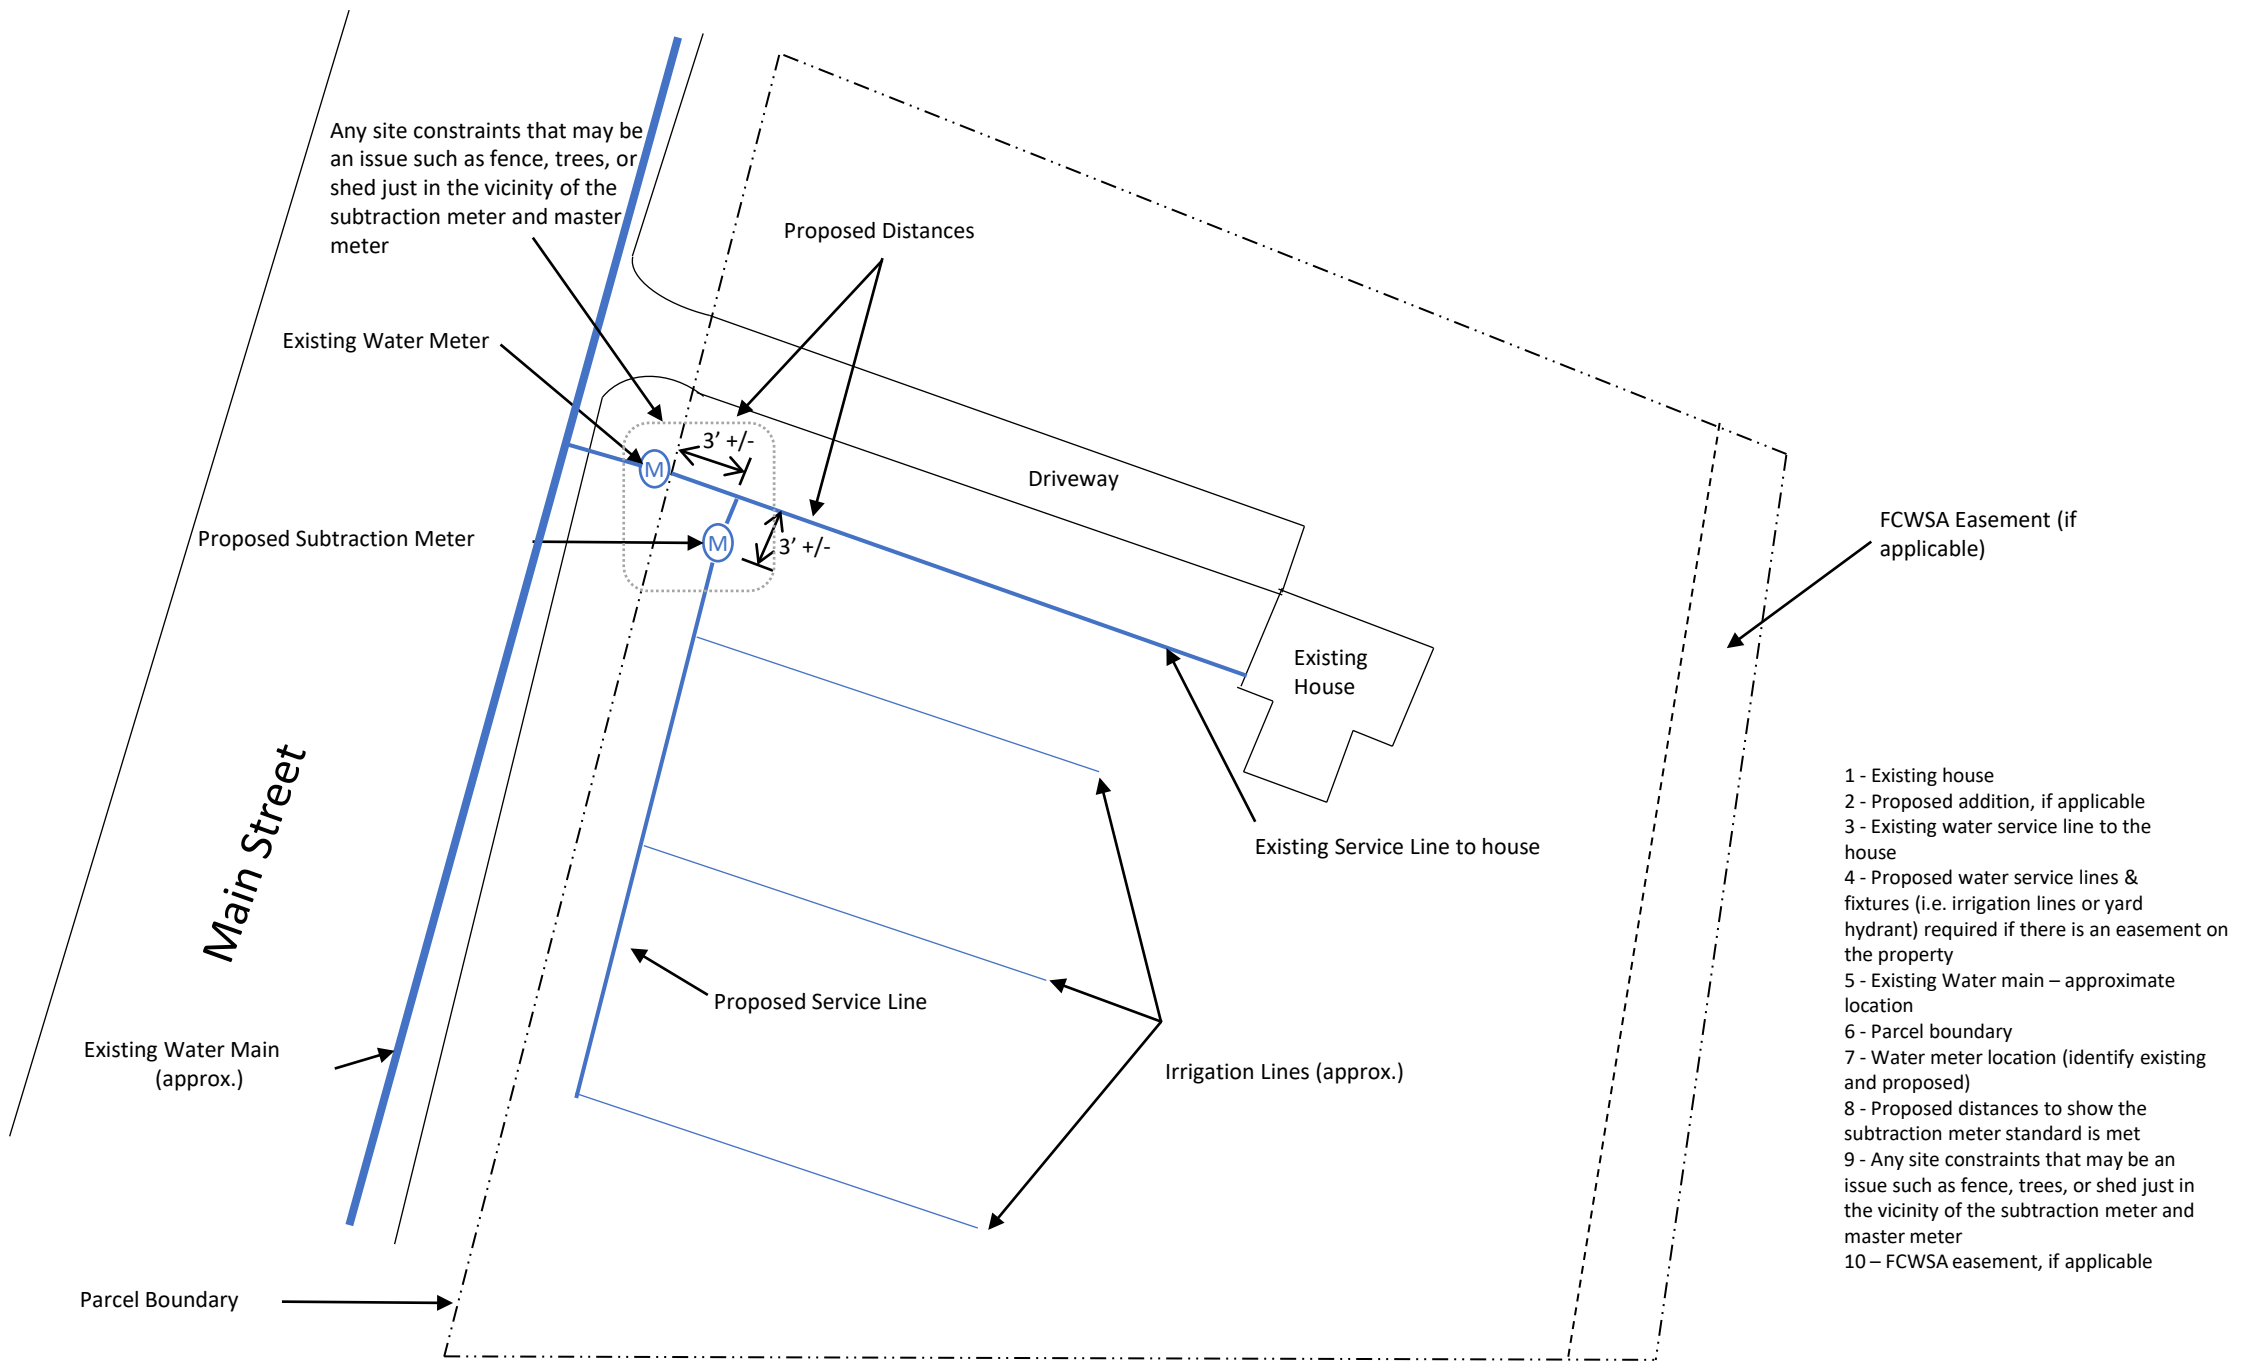 Any site constraints that may be
an issue such as fence, trees, or
shed just in the vicinity of the
subtraction meter and master
meter
Proposed Distances
Existing Water Meter
3’ +/-
M
Driveway
Proposed Subtraction Meter
M
3’ +/-
FCWSA Easement (if
applicable)
Existing
House
Main Street
Existing Service Line to house
Proposed Service Line
Existing Water Main
(approx.)
Irrigation Lines (approx.)
Parcel Boundary
1 - Existing house
2 - Proposed addition, if applicable
3 - Existing water service line to the
house
4 - Proposed water service lines &
fixtures (i.e. irrigation lines or yard
hydrant) required if there is an easement on
the property
5 - Existing Water main – approximate
location
6 - Parcel boundary
7 - Water meter location (identify existing
and proposed)
8 - Proposed distances to show the
subtraction meter standard is met
9 - Any site constraints that may be an
issue such as fence, trees, or shed just in
the vicinity of the subtraction meter and
master meter
10 – FCWSA easement, if applicable